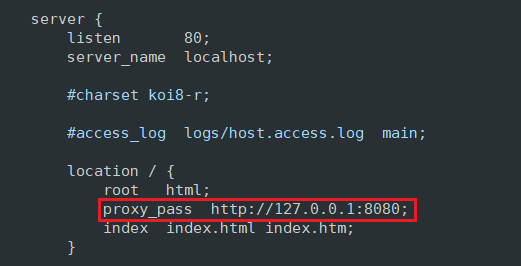 server {
    listen       80;
    server_name  localhost;

    #charset koi8-r;

    #access_log  logs/host.access.log  main;

    location / {
        root   html;
        proxy_pass  http://127.0.0.1:8080;
        index  index.html index.htm;
    }